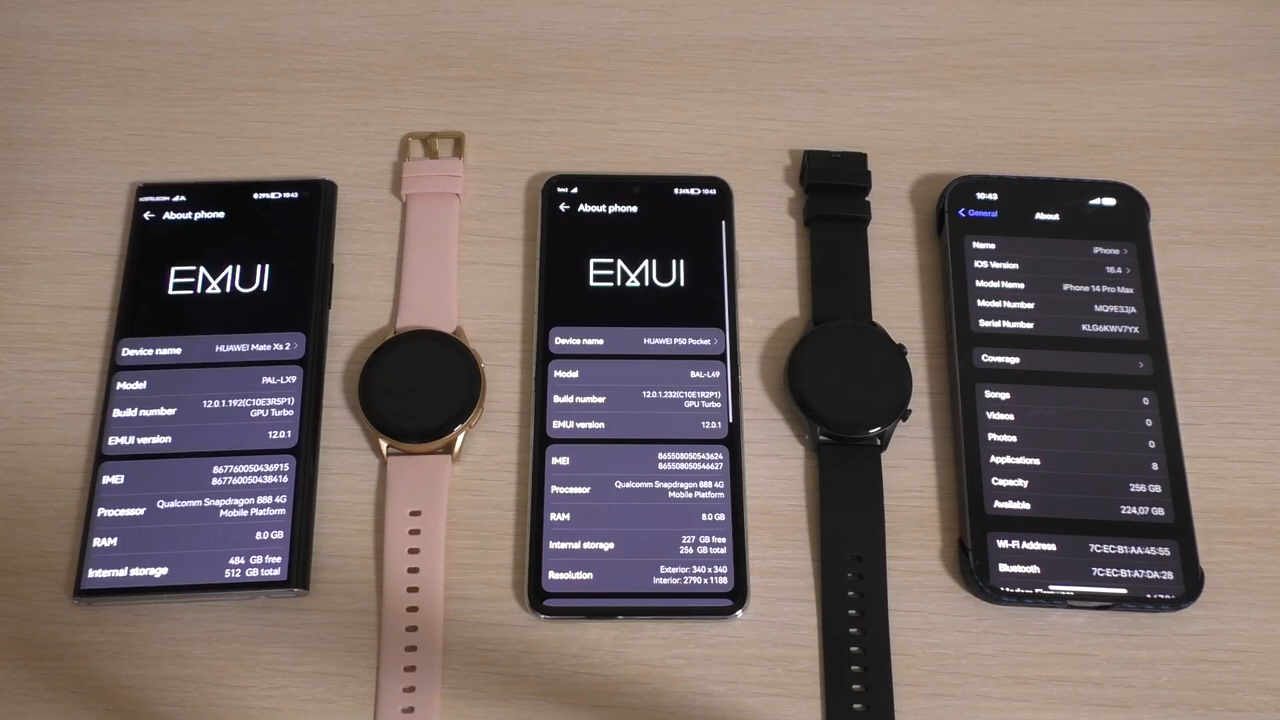 ROSTELECOM 29% 10:43
About phone
EMUI
Device name HUAWEI Mate Xs 2
Model PAL-LX9
Build number 12.0.1.192(C10E3R5P1)
GPU Turbo
EMUI version 12.0.1
IMEI 867760050436915
867760050438416
Processor Qualcomm Snapdragon 888 4G
Mobile Platform
RAM 8.0 GB
Internal storage 484 GB free
512 GB total
tele2 24% 10:43
About phone
EMUI
Device name HUAWEI P50 Pocket
Model BAL-L49
Build number 12.0.1.232(C10E1R2P1)
GPU Turbo
EMUI version 12.0.1
IMEI 865508050543624
865508050546627
Processor Qualcomm Snapdragon 888 4G
Mobile Platform
RAM 8.0 GB
Internal storage 227 GB free
256 GB total
Resolution Exterior: 340 x 340
Interior: 2790 x 1188
10:43
General About
Name iPhone
iOS Version 16.4
Model Name iPhone 14 Pro Max
Model Number MQ9E3J/A
Serial Number KLG6KWV7YX
Coverage
Songs 0
Videos 0
Photos 0
Applications 8
Capacity 256 GB
Available 224,07 GB
Wi-Fi Address 7C:EC:B1:AA:45:55
Bluetooth 7C:EC:B1:A7:DA:28